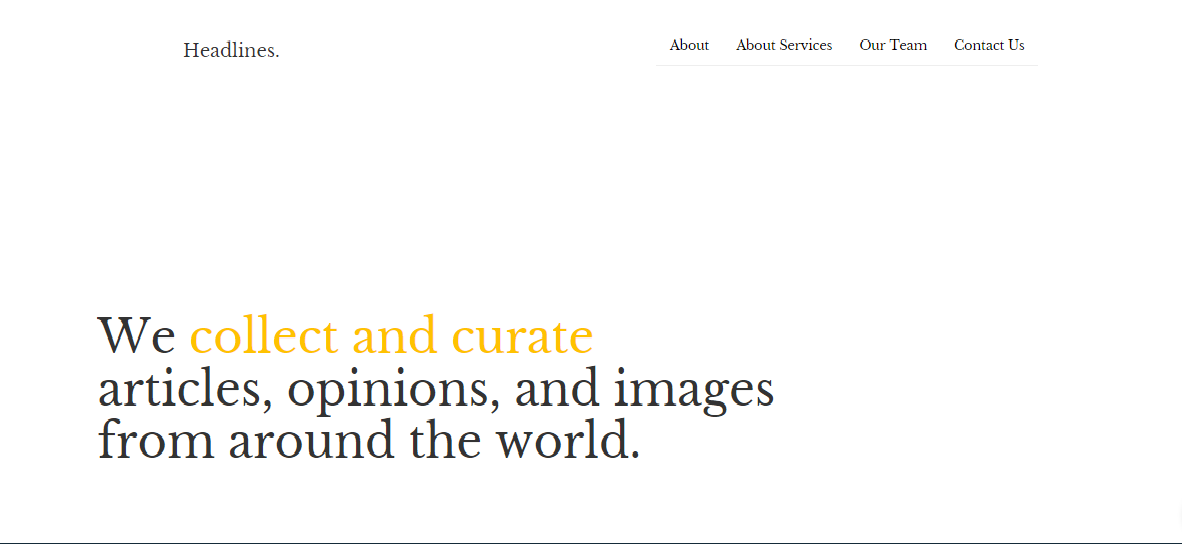 Headlines.
About About Services Our Team Contact Us
We collect and curate
articles, opinions, and images
from around the world.